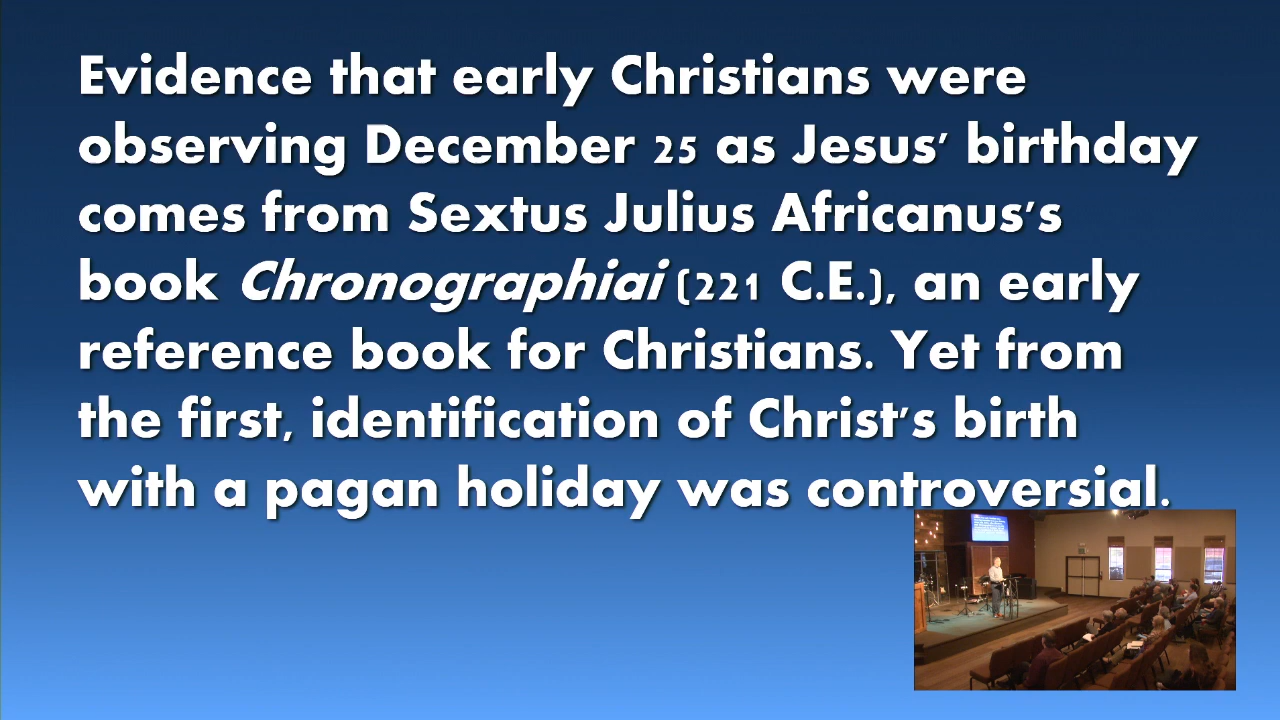 Evidence that early Christians were
observing December 25 as Jesus' birthday
comes from Sextus Julius Africanus's
book Chronographiai (221 C.E.), an early
reference book for Christians. Yet from
the first, identification of Christ's birth
with a pagan holiday was controversial.